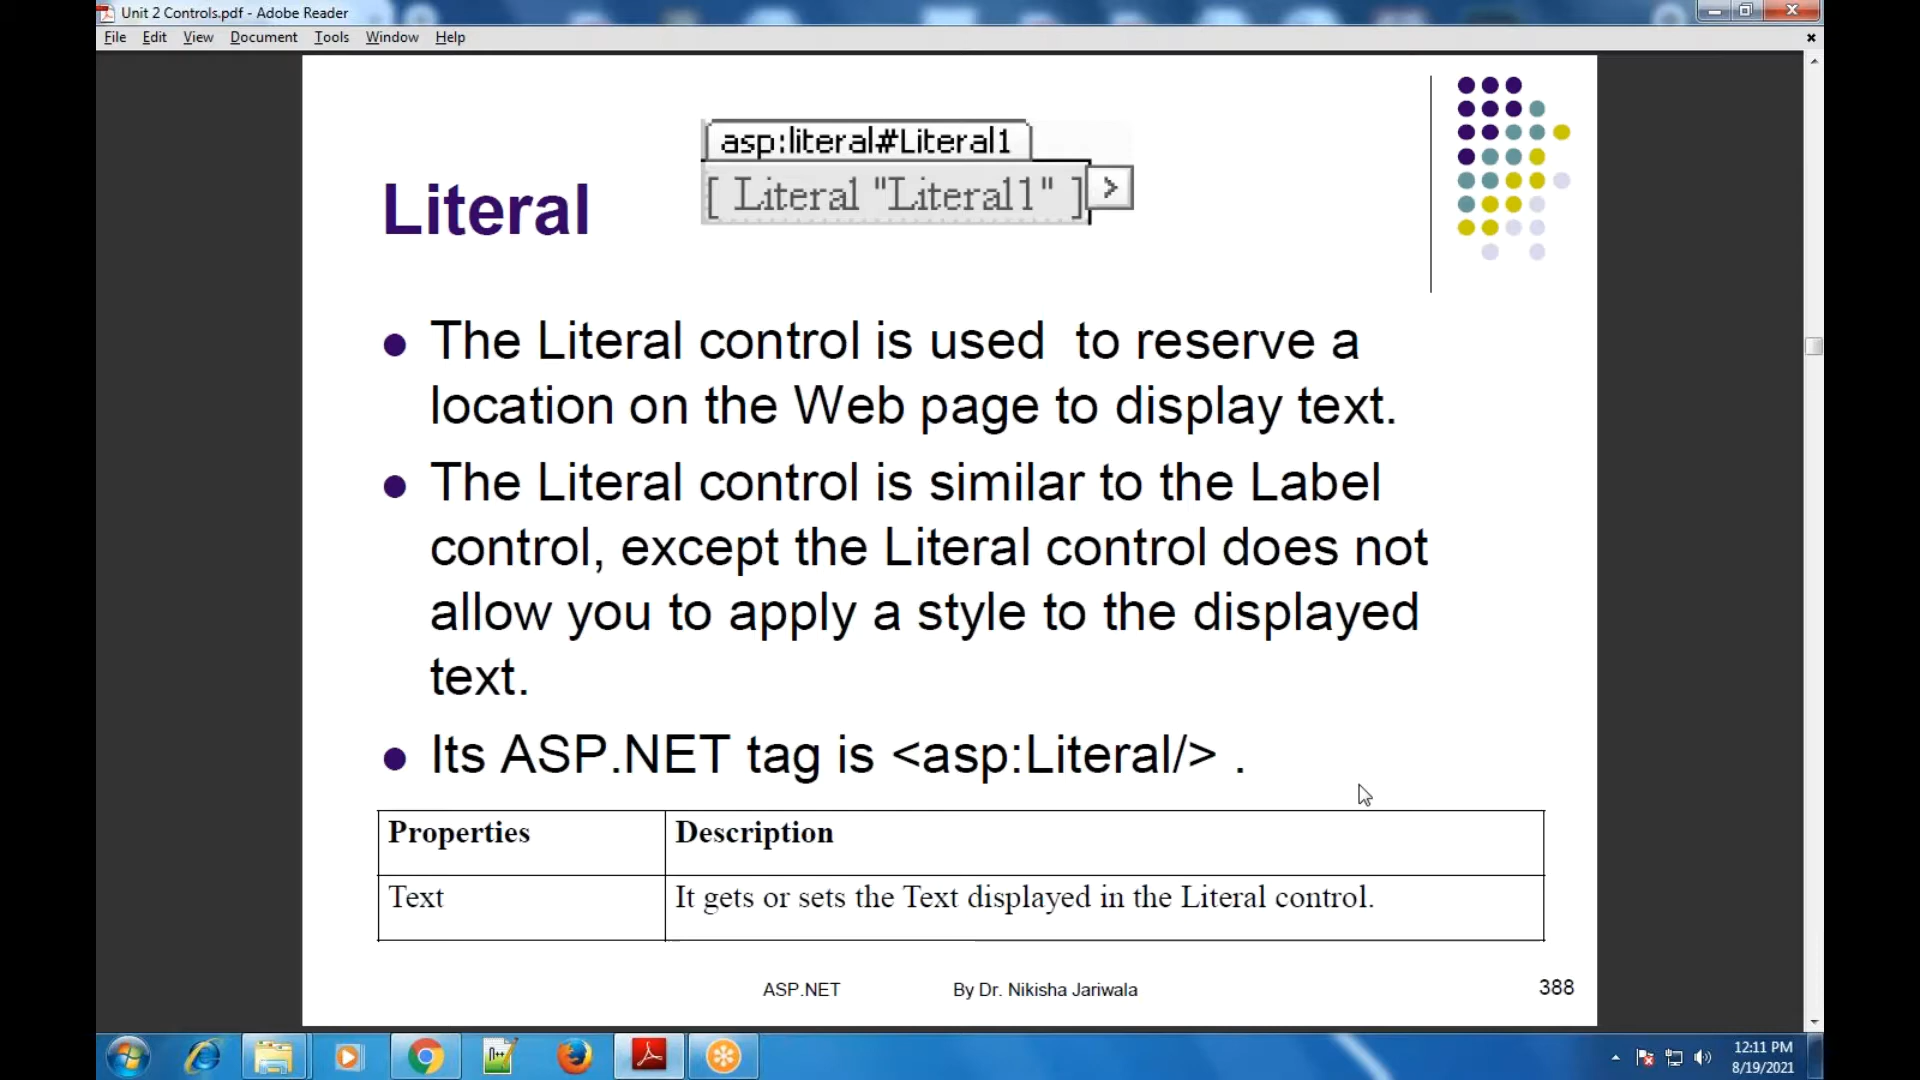 Unit 2 Controls.pdf - Adobe Reader
File Edit View Document Tools Window Help
asp:literal#Literal1
[ Literal "Literal1" ]
Literal
The Literal control is used to reserve a
location on the Web page to display text.
The Literal control is similar to the Label
control, except the Literal control does not
allow you to apply a style to the displayed
text.
Its ASP.NET tag is <asp:Literal/> .
Properties Description
Text It gets or sets the Text displayed in the Literal control.
ASP.NET By Dr. Nikisha Jariwala 388
12:11 PM
8/19/2021